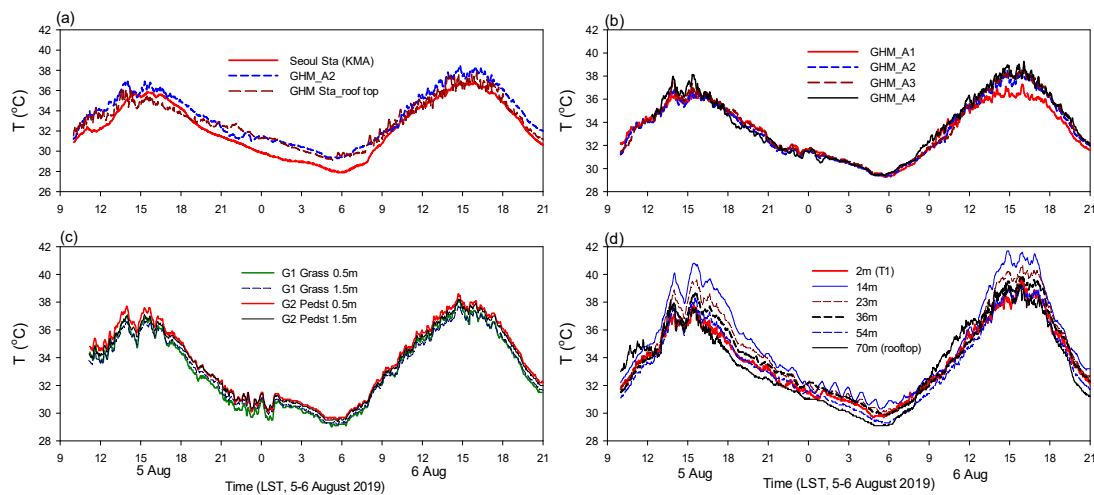 (a)
42
40
38
36
34
32
30
28
26
T (°C)
Seoul Sta (KMA)
GHM_A2
GHM Sta_roof top
9 12 15 18 21 0 3 6 9 12 15 18 21
(b)
42
40
38
36
34
32
30
28
T (°C)
GHM_A1
GHM_A2
GHM_A3
GHM_A4
9 12 15 18 21 0 3 6 9 12 15 18 21
(c)
42
40
38
36
34
32
30
28
T (°C)
G1 Grass 0.5m
G1 Grass 1.5m
G2 Pedst 0.5m
G2 Pedst 1.5m
9 12 15 18 21 0 3 6 9 12 15 18 21
5 Aug 6 Aug
Time (LST, 5-6 August 2019)
(d)
42
40
38
36
34
32
30
28
T (°C)
2m (T1)
14m
23m
36m
54m
70m (rooftop)
9 12 15 18 21 0 3 6 9 12 15 18 21
5 Aug 6 Aug
Time (LST, 5-6 August 2019)